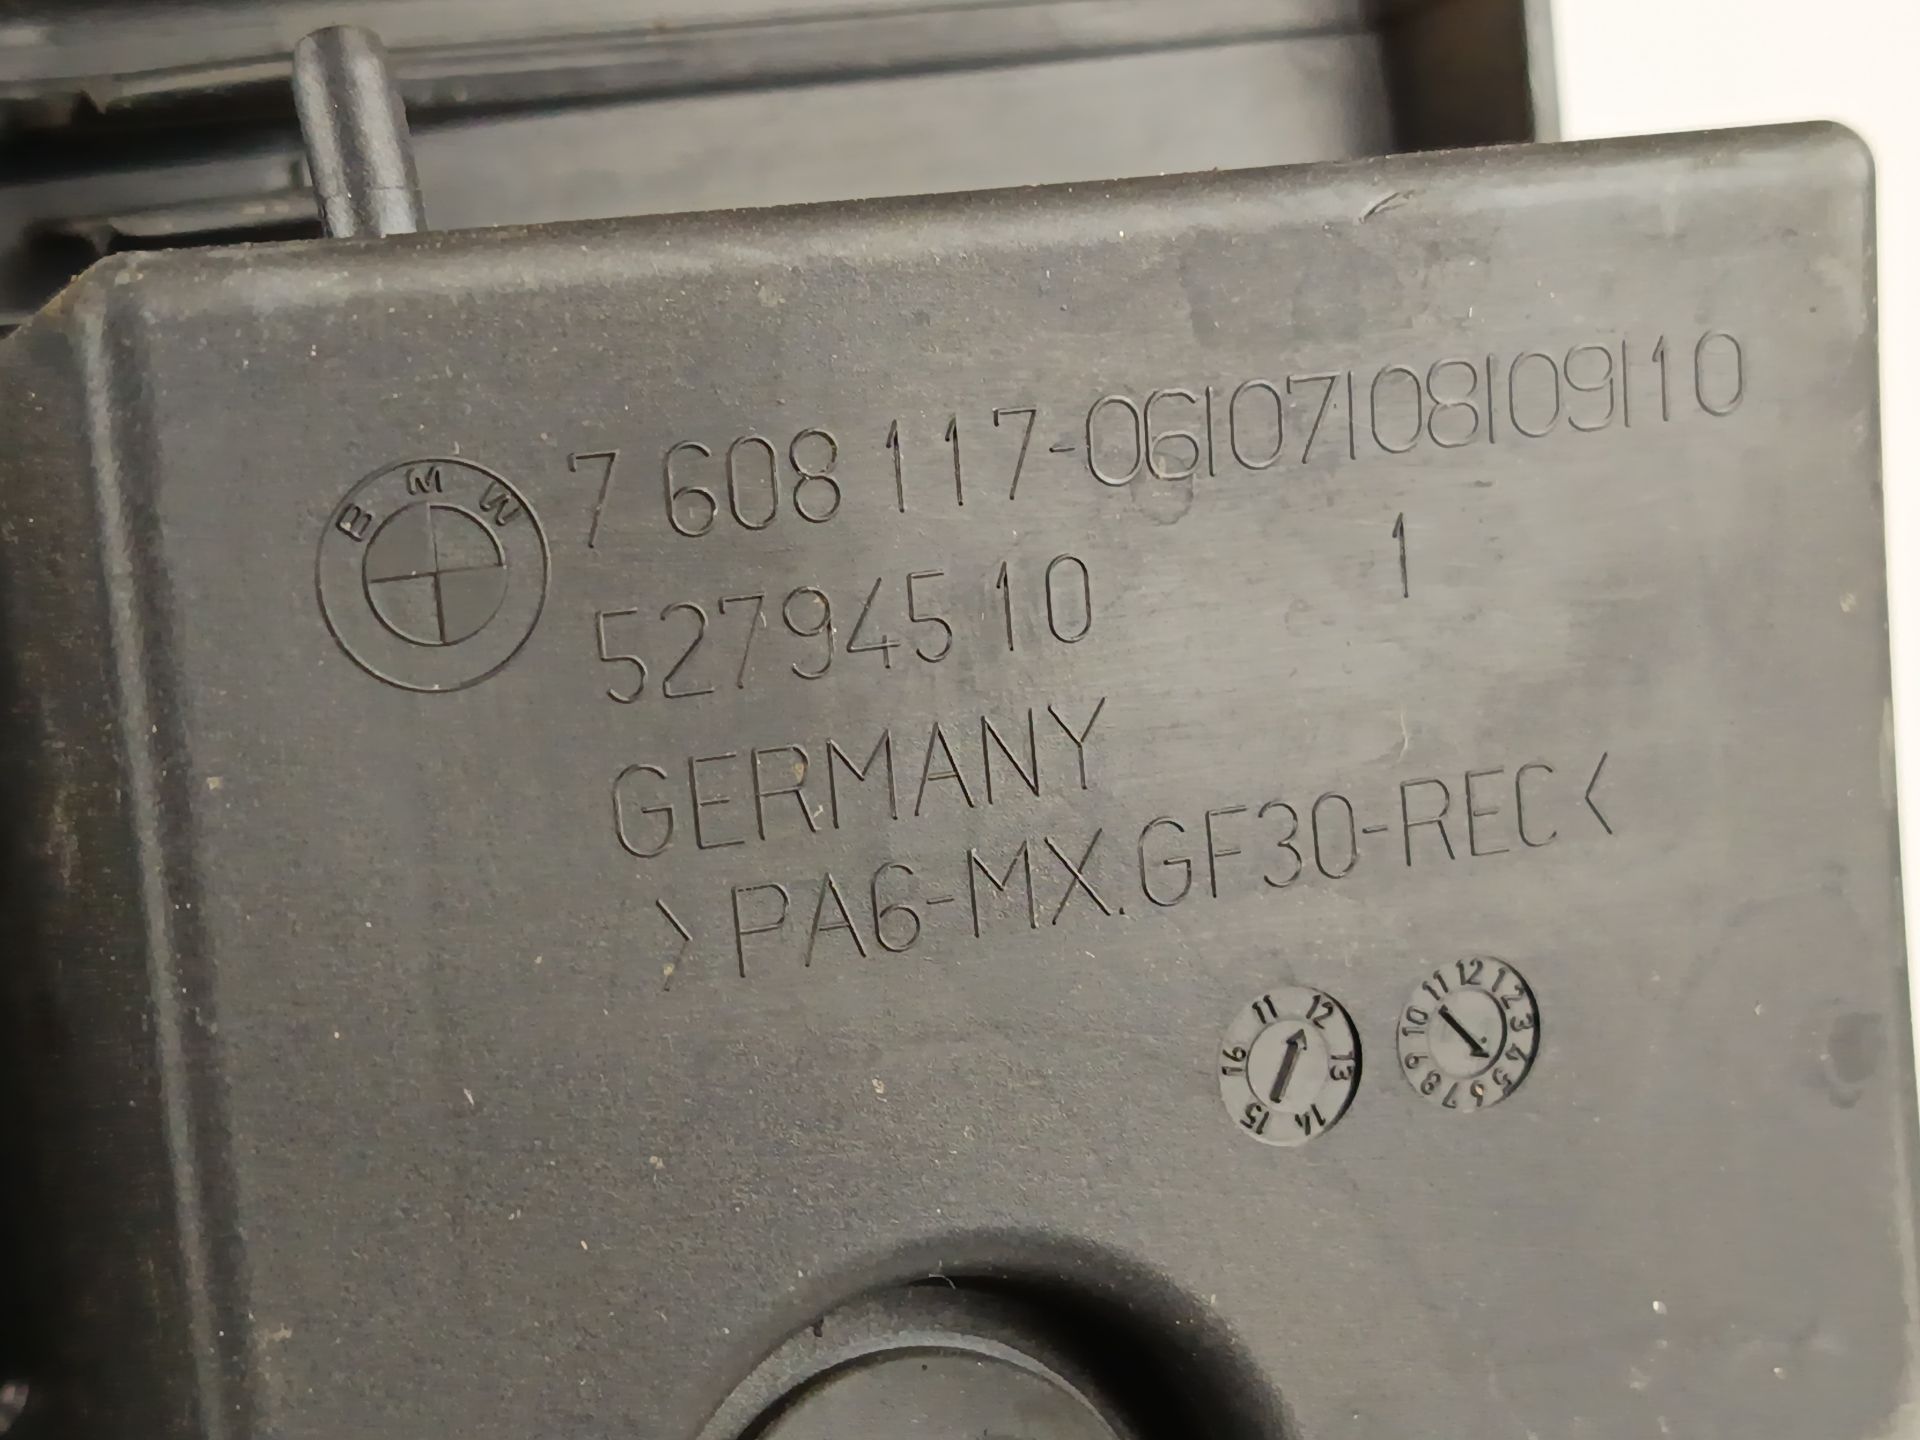 BMW
7 608 117-06|07|08|09|10
52794510 1
GERMANY
>PA6-MX.GF30-REC<
11 12 13 14 15 16
11 12 1 2 3 4 5 6 7 8 9 10